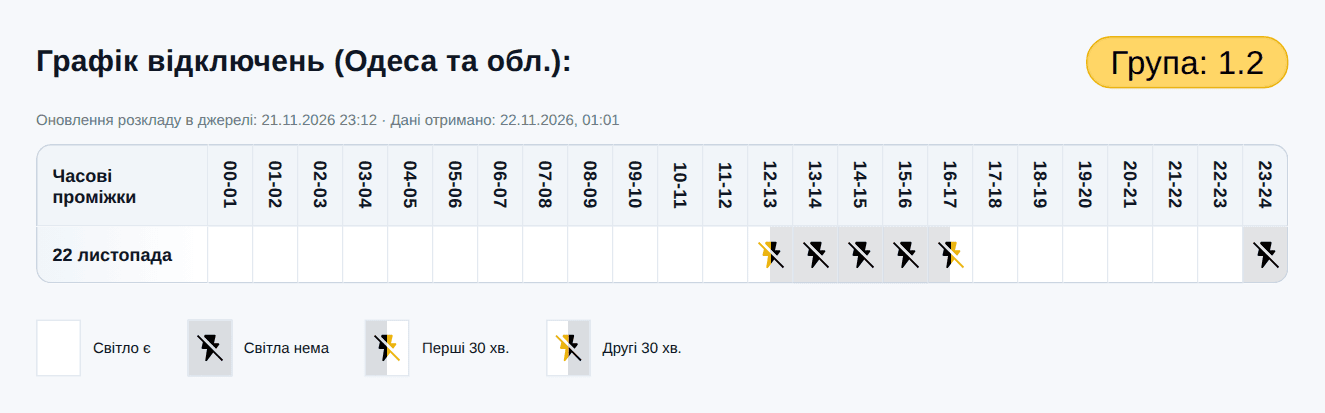 Графік відключень (Одеса та обл.):
Група: 1.2
Оновлення розкладу в джерелі: 21.11.2026 23:12 · Дані отримано: 22.11.2026, 01:01
Часові
проміжки
00-01
01-02
02-03
03-04
04-05
05-06
06-07
07-08
08-09
09-10
10-11
11-12
12-13
13-14
14-15
15-16
16-17
17-18
18-19
19-20
20-21
21-22
22-23
23-24
22 листопада
Світло є
Світла нема
Перші 30 хв.
Другі 30 хв.